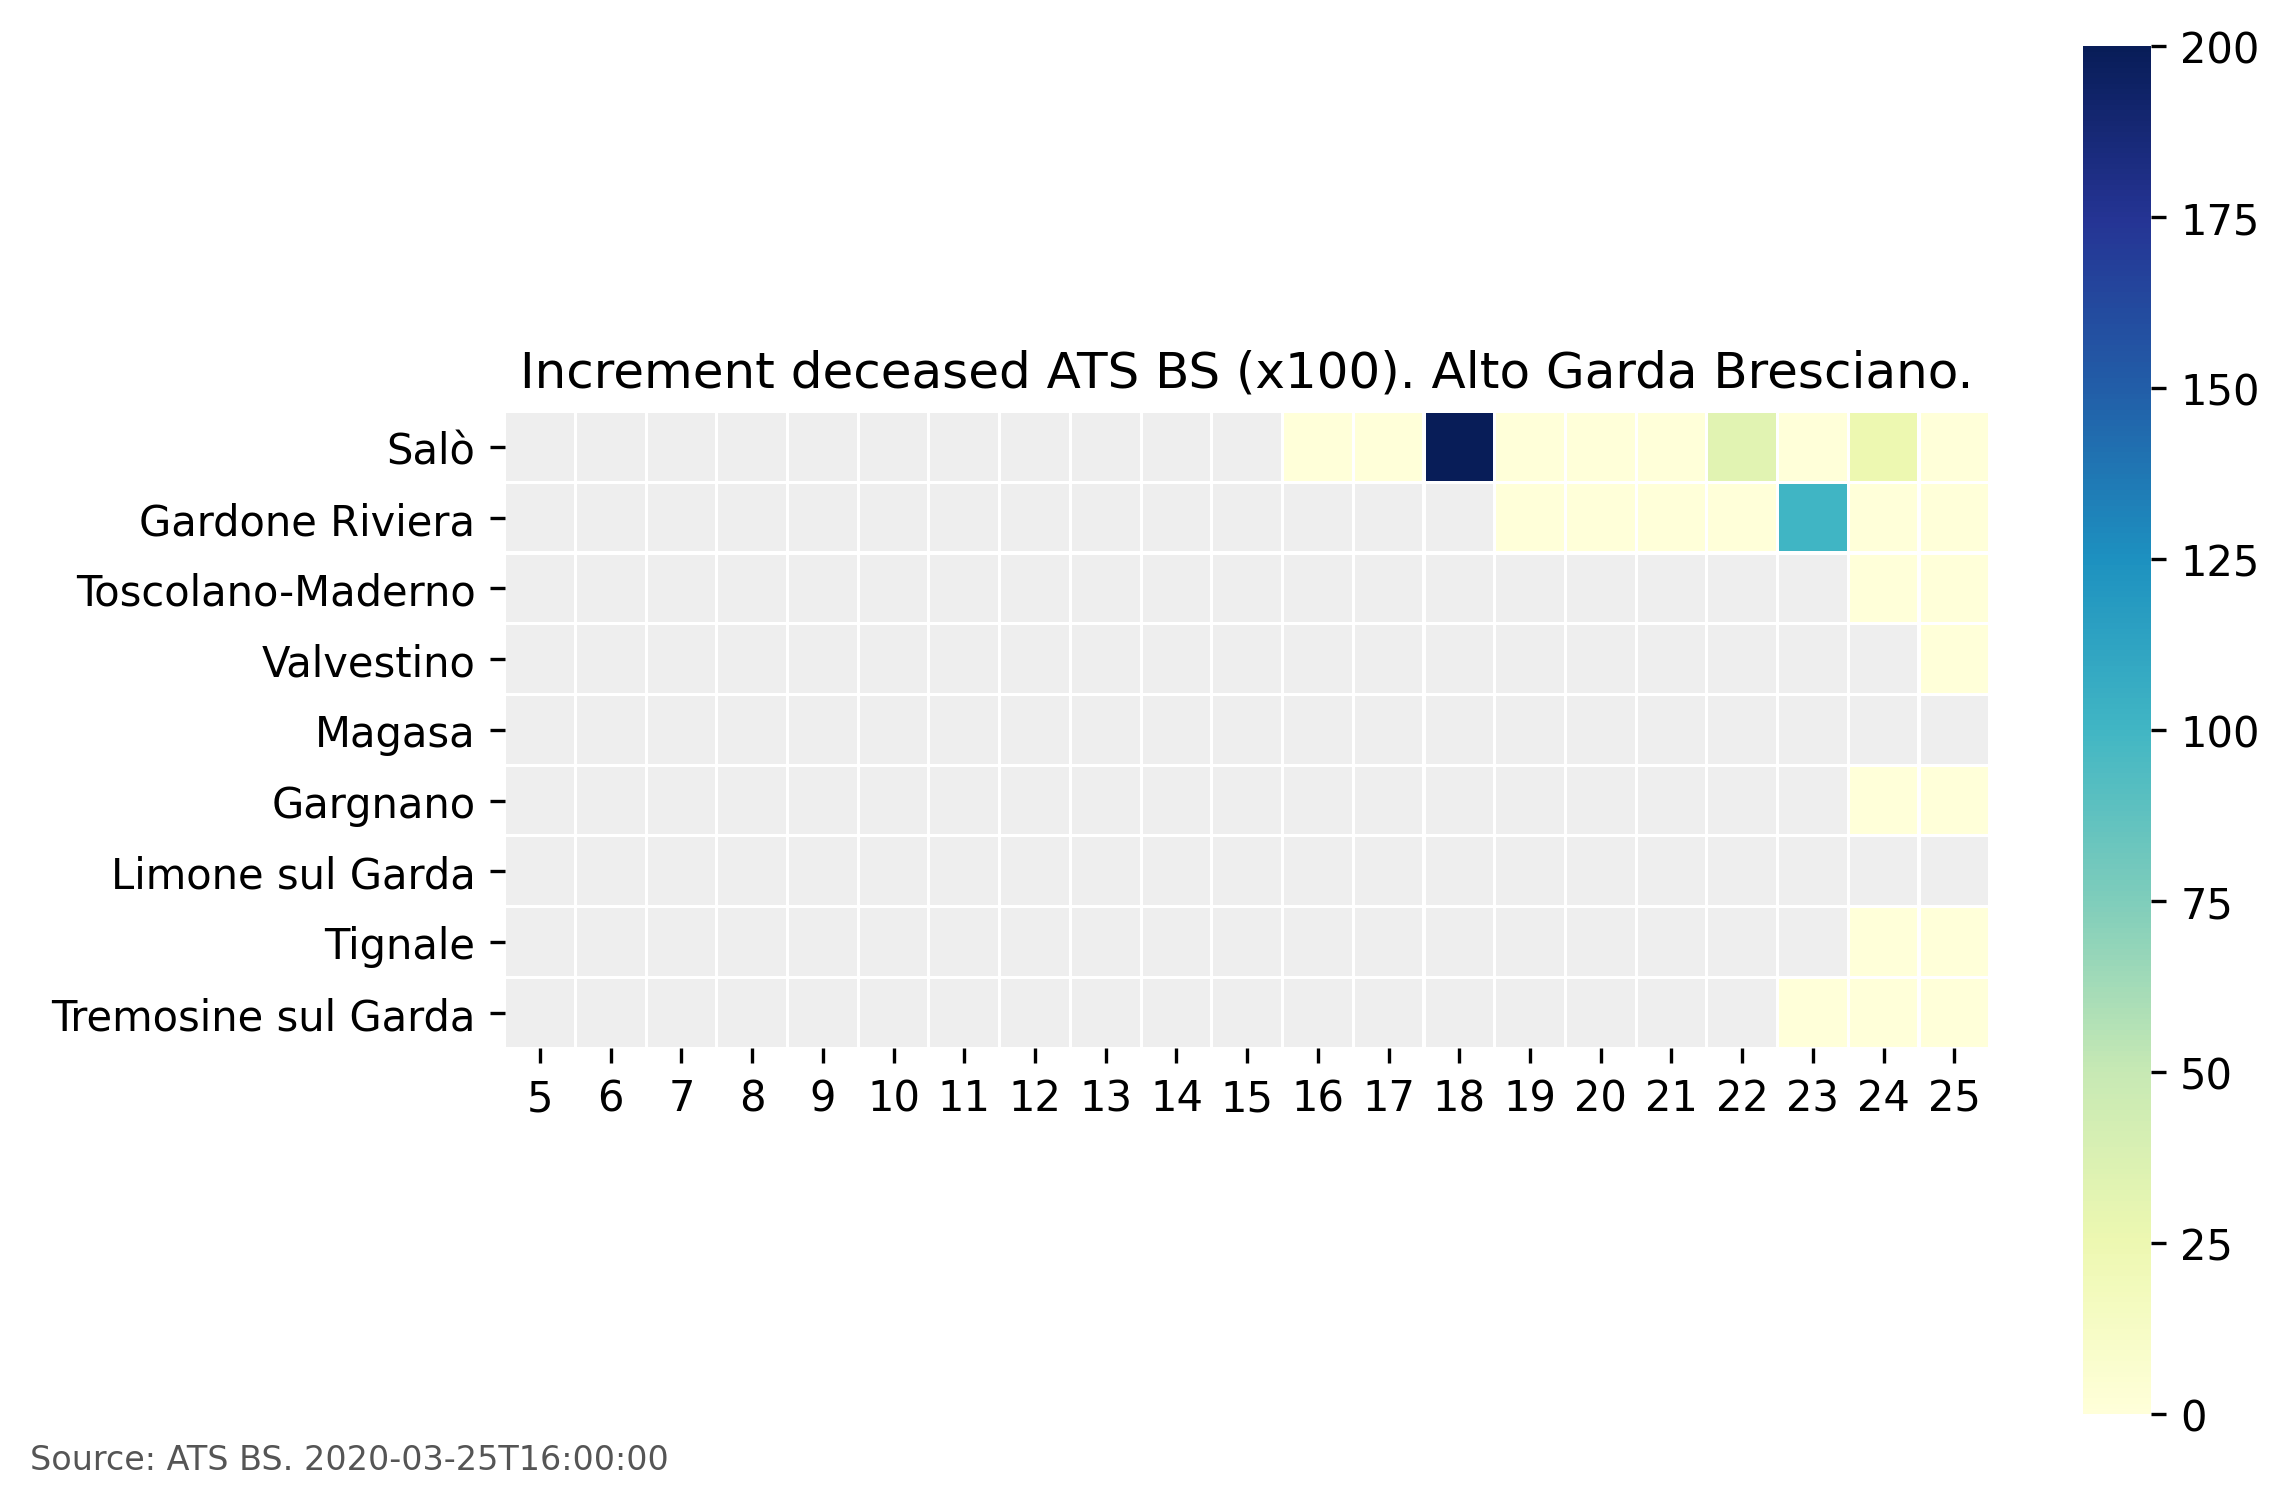 Increment deceased ATS BS (x100). Alto Garda Bresciano.
Salò
Gardone Riviera
Toscolano-Maderno
Valvestino
Magasa
Gargnano
Limone sul Garda
Tignale
Tremosine sul Garda
5 6 7 8 9 10 11 12 13 14 15 16 17 18 19 20 21 22 23 24 25
200
175
150
125
100
75
50
25
0
Source: ATS BS. 2020-03-25T16:00:00